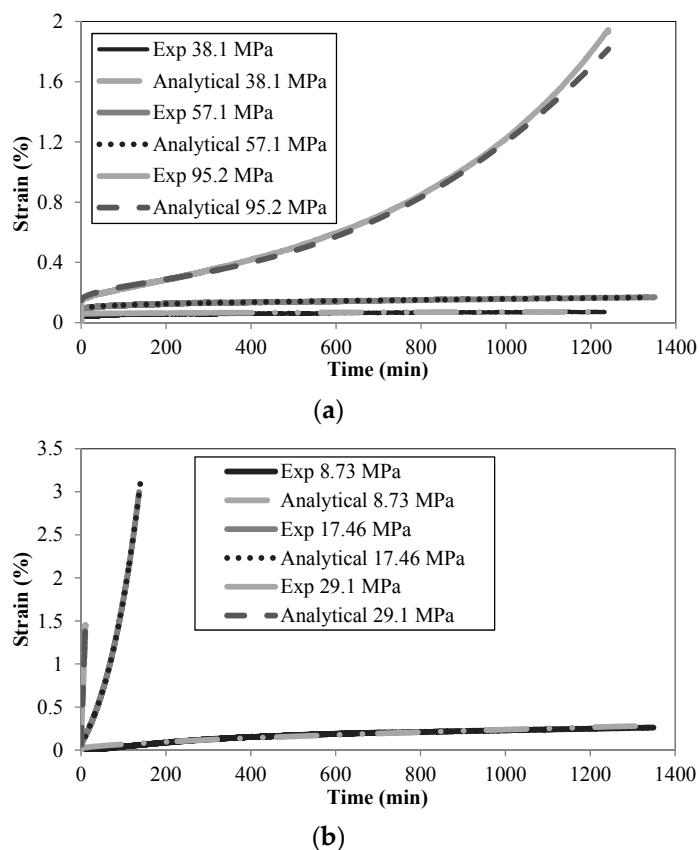 2
1.6
1.2
0.8
0.4
0
Strain (%)
Exp 38.1 MPa
Analytical 38.1 MPa
Exp 57.1 MPa
Analytical 57.1 MPa
Exp 95.2 MPa
Analytical 95.2 MPa
0 200 400 600 800 1000 1200 1400
Time (min)
(a)
3.5
3
2.5
2
1.5
1
0.5
0
Strain (%)
Exp 8.73 MPa
Analytical 8.73 MPa
Exp 17.46 MPa
Analytical 17.46 MPa
Exp 29.1 MPa
Analytical 29.1 MPa
0 200 400 600 800 1000 1200 1400
Time (min)
(b)